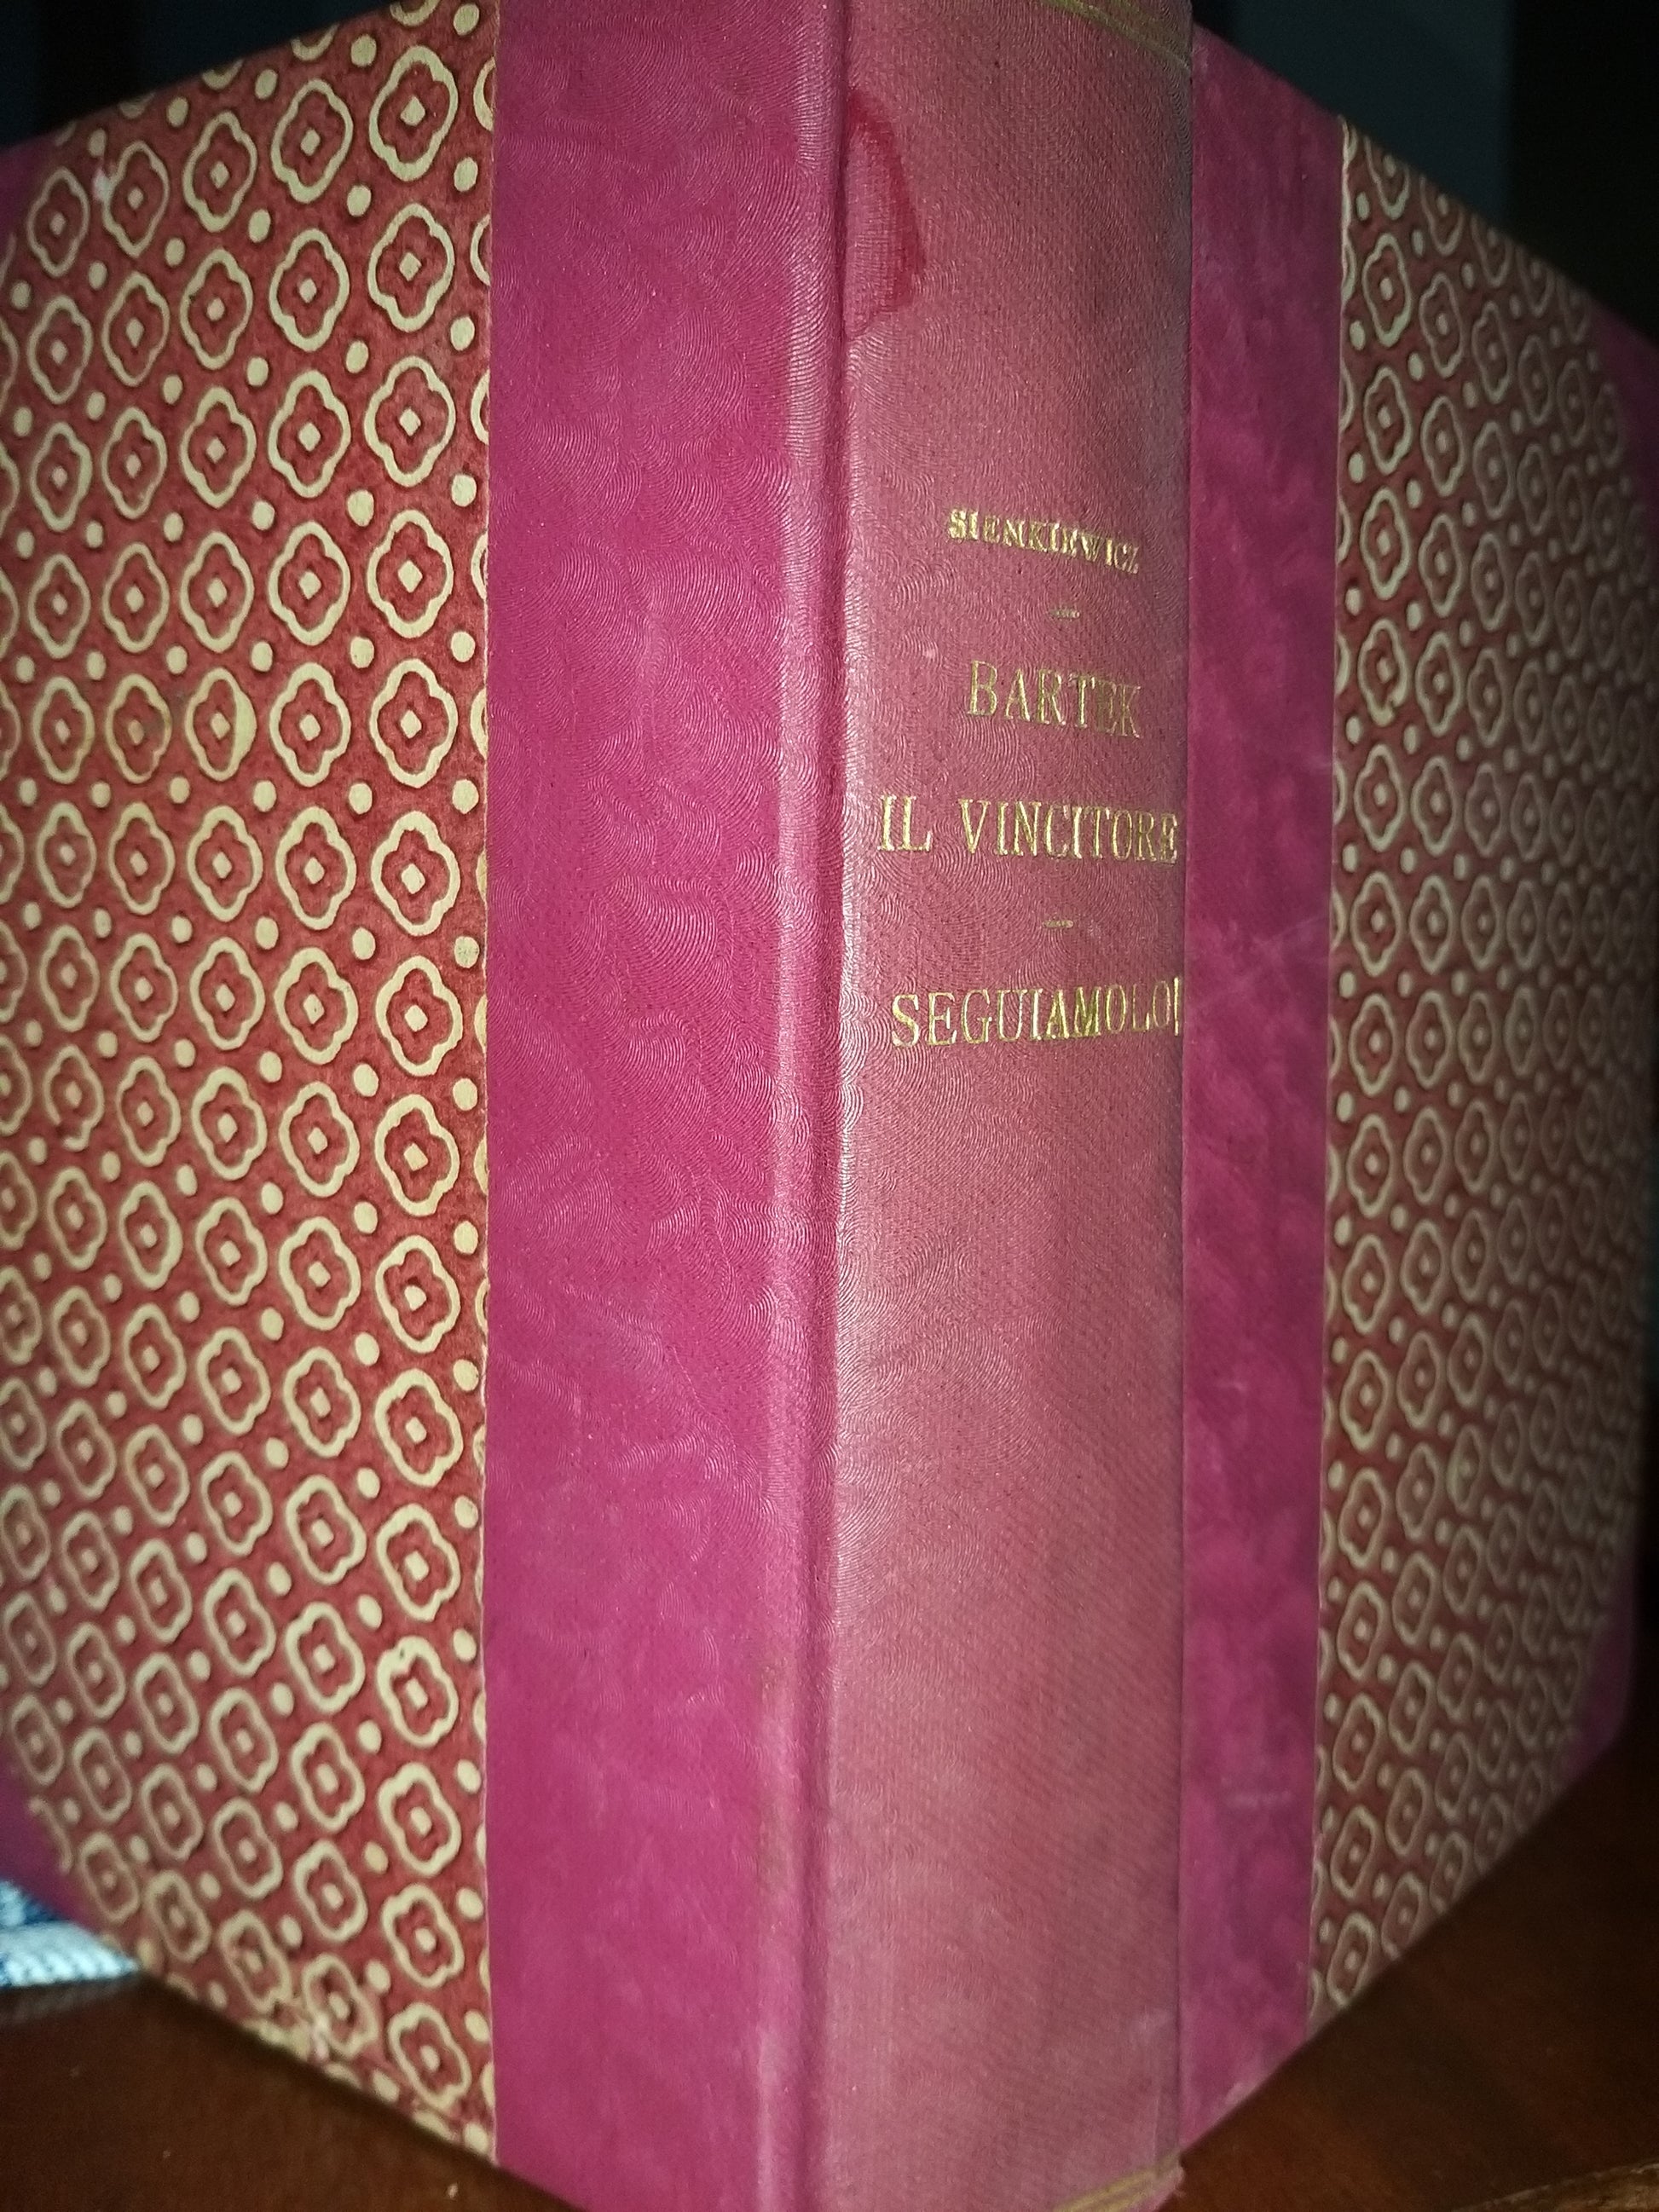 SIENKIEWICZ
BARTEK
IL VINCITORE
SEGUIAMOLO!